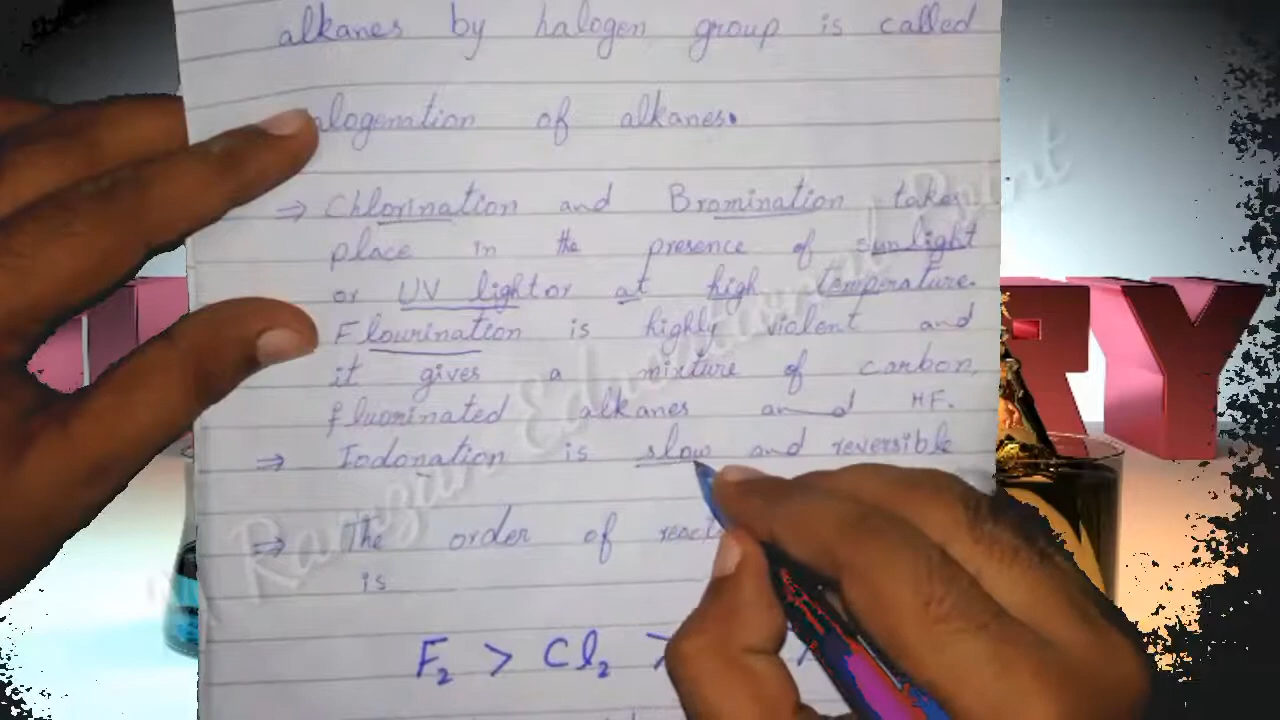 alkanes by halogen group is called
alogenation of alkanes.
⇒ Chlorination and Bromination takes
place in the presence of sunlight
or UV light or at high temperature.
Flourination is highly violent and
it gives a mixture of carbon,
fluorinated alkanes and HF.
⇒ Iodonation is slow and reversible
⇒ The order of
is
F₂ > Cl₂ >
RY